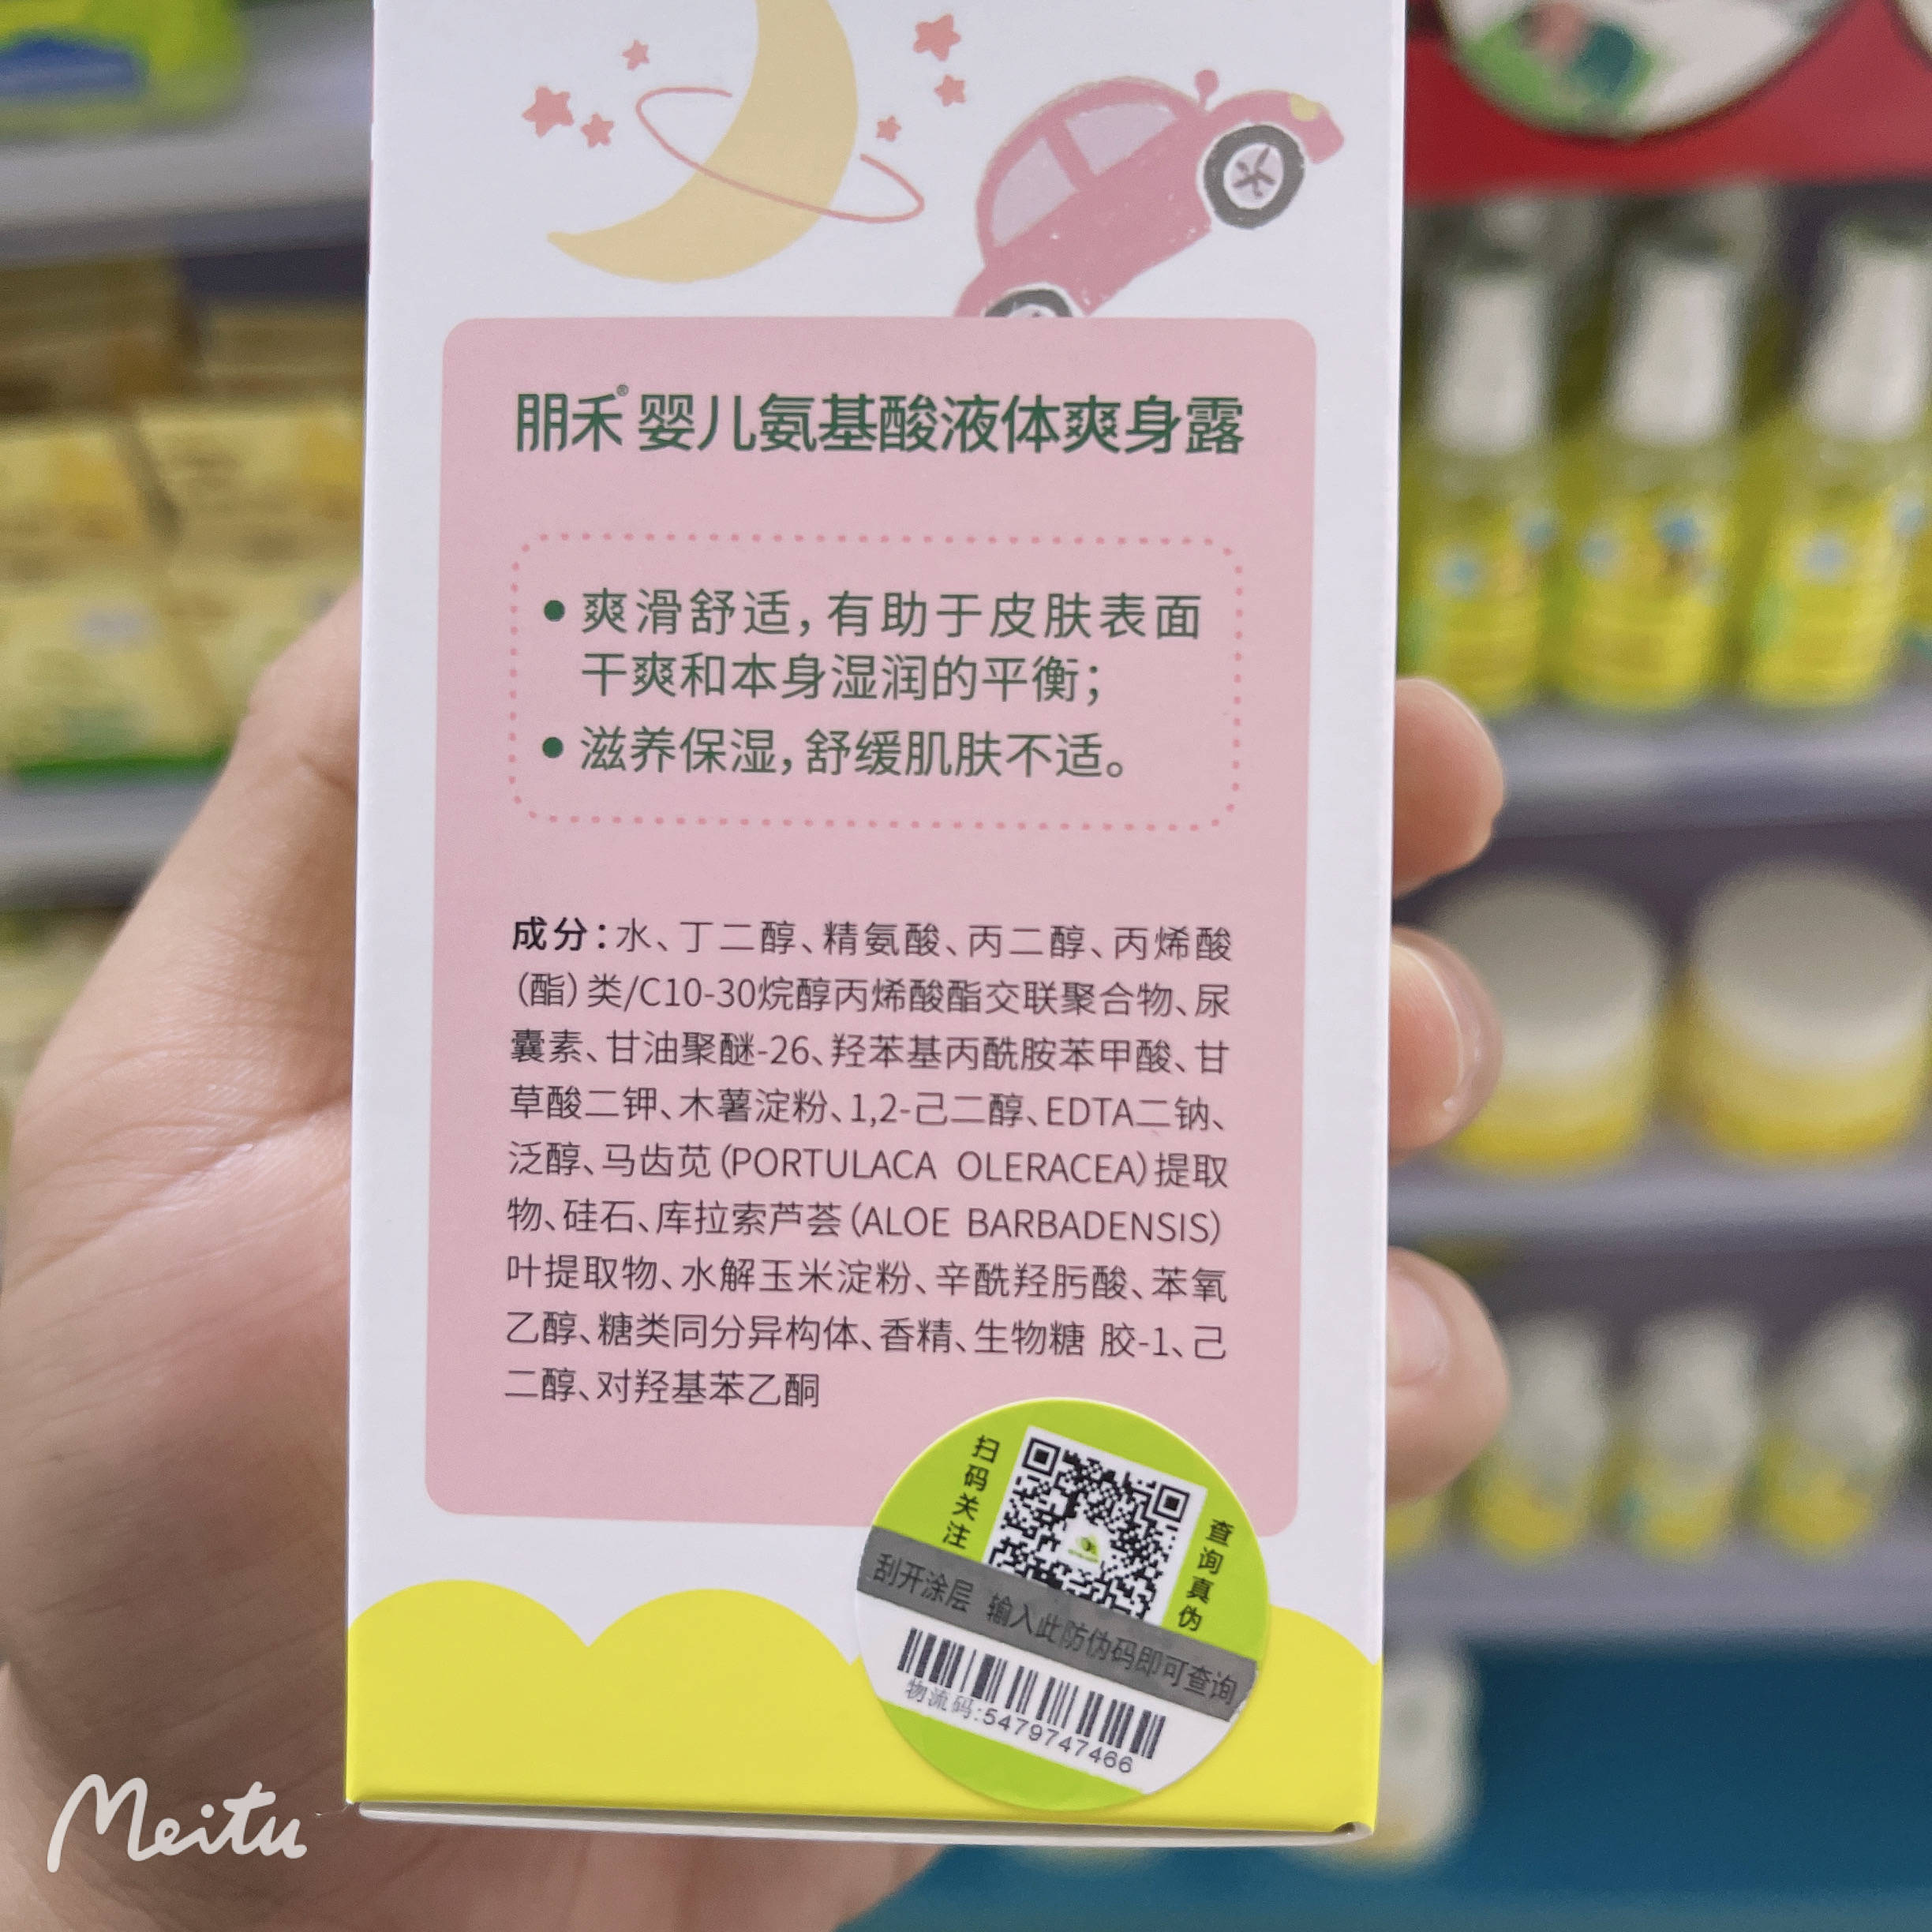 朋禾® 婴儿氨基酸液体爽身露
• 爽滑舒适，有助于皮肤表面
干爽和本身湿润的平衡；
• 滋养保湿，舒缓肌肤不适。
成分：水、丁二醇、精氨酸、丙二醇、丙烯酸
（酯）类/C10-30烷醇丙烯酸酯交联聚合物、尿
囊素、甘油聚醚-26、羟苯基丙酰胺苯甲酸、甘
草酸二钾、木薯淀粉、1,2-己二醇、EDTA二钠、
泛醇、马齿苋（PORTULACA OLERACEA）提取
物、硅石、库拉索芦荟（ALOE BARBADENSIS）
叶提取物、水解玉米淀粉、辛酰羟肟酸、苯氧
乙醇、糖类同分异构体、香精、生物糖 胶-1、己
二醇、对羟基苯乙酮
扫码关注
查询真伪
刮开涂层 输入此防伪码即可查询
物流码:5479747466
Meitu